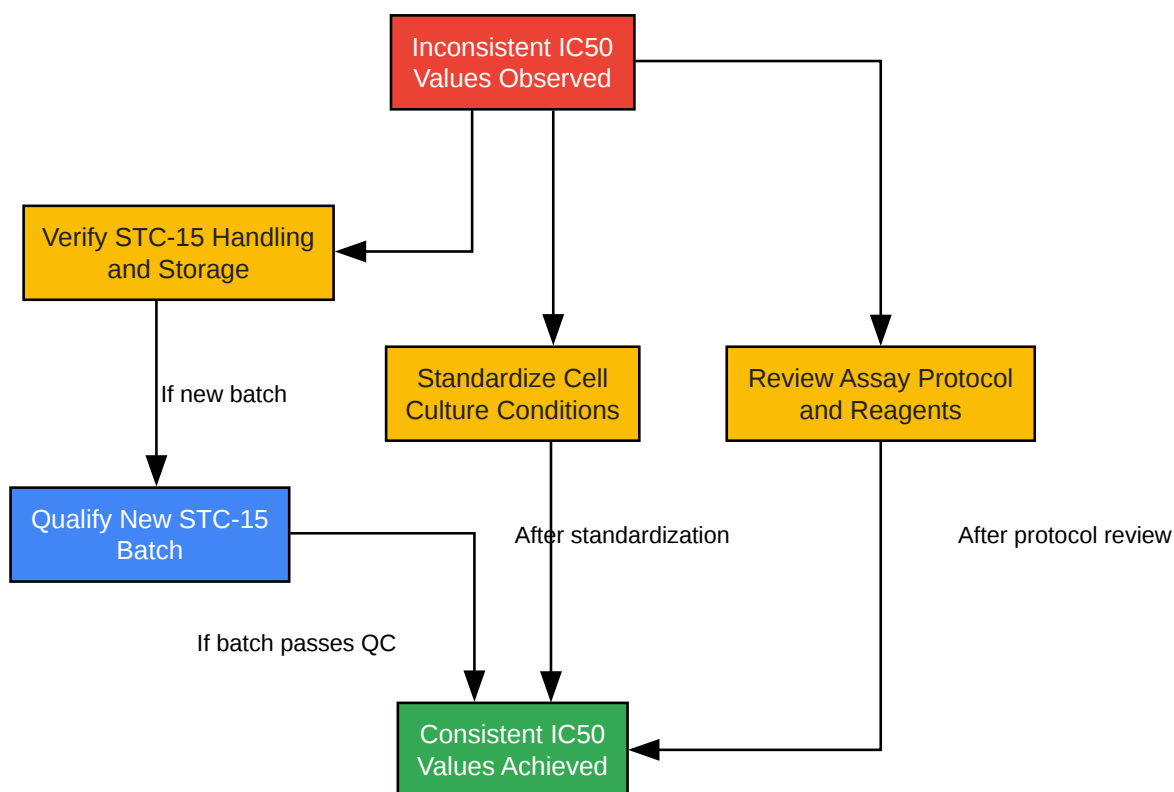 Inconsistent IC50
Values Observed
Verify STC-15 Handling
and Storage
Standardize Cell
Culture Conditions
Review Assay Protocol
and Reagents
If new batch
Qualify New STC-15
Batch
After standardization
After protocol review
If batch passes QC
Consistent IC50
Values Achieved